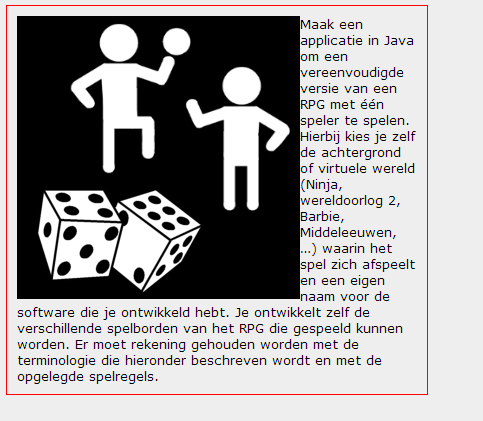 Maak een
applicatie in Java
om een
vereenvoudigde
versie van een
RPG met één
speler te spelen.
Hierbij kies je zelf
de achtergrond
of virtuele wereld
(Ninja,
wereldoorlog 2,
Barbie,
Middeleeuwen,
...) waarin het
spel zich afspeelt
en een eigen
naam voor de
software die je ontwikkeld hebt. Je ontwikkelt zelf de
verschillende spelborden van het RPG die gespeeld kunnen
worden. Er moet rekening gehouden worden met de
terminologie die hieronder beschreven wordt en met de
opgelegde spelregels.